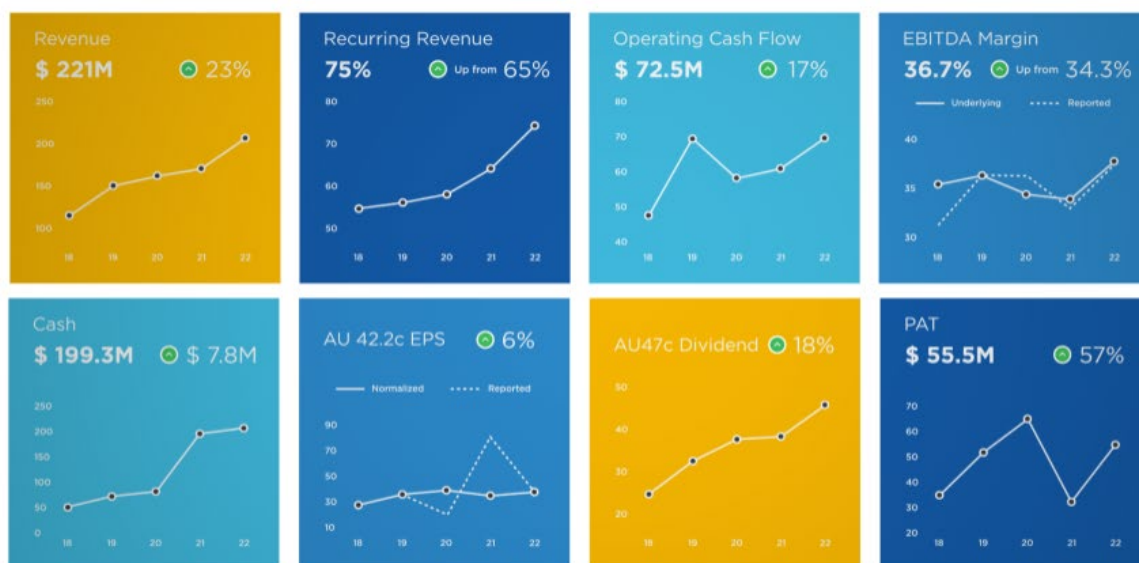 Revenue
$ 221M 23%
250
200
150
100
18 19 20 21 22
Recurring Revenue
75% Up from 65%
80
70
60
50
18 19 20 21 22
Operating Cash Flow
$ 72.5M 17%
80
70
60
50
40
18 19 20 21 22
EBITDA Margin
36.7% Up from 34.3%
Underlying Reported
40
35
30
18 19 20 21 22
Cash
$ 199.3M $ 7.8M
250
200
150
100
50
0
18 19 20 21 22
AU 42.2c EPS 6%
Normalized Reported
90
70
50
30
10
18 19 20 21 22
AU47c Dividend 18%
50
40
30
20
18 19 20 21 22
PAT
$ 55.5M 57%
70
60
50
40
30
20
18 19 20 21 22